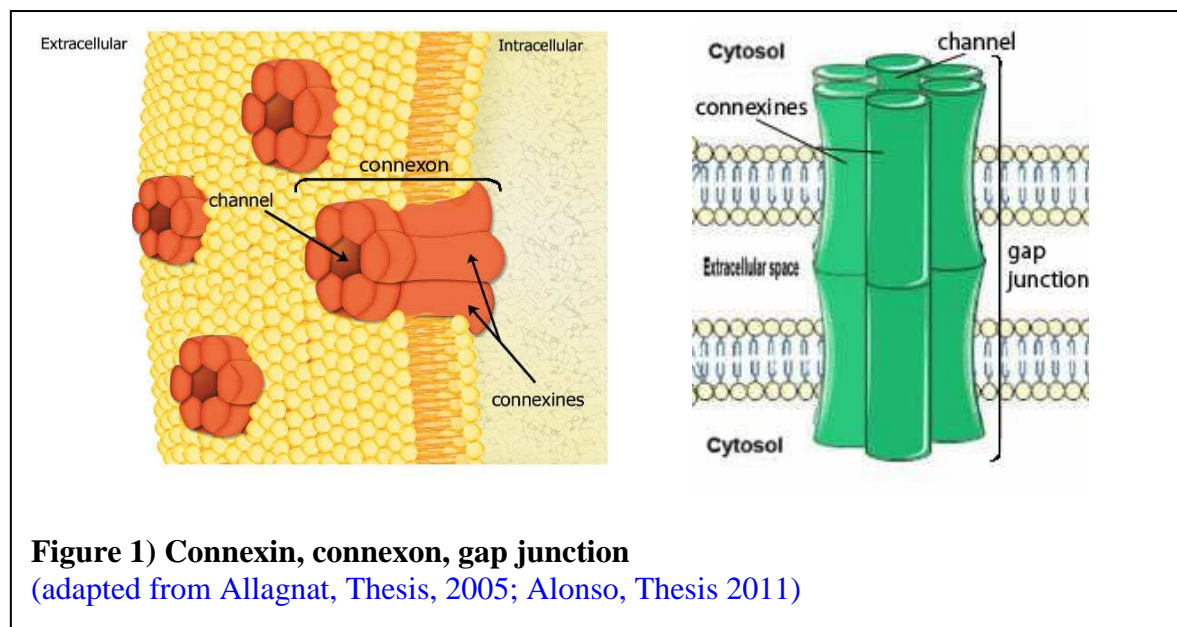 Extracellular
Intracellular
connexon
channel
connexines
Cytosol
channel
connexines
Extracellular space
gap
junction
Cytosol
Figure 1) Connexin, connexon, gap junction
(adapted from Allagnat, Thesis, 2005; Alonso, Thesis 2011)